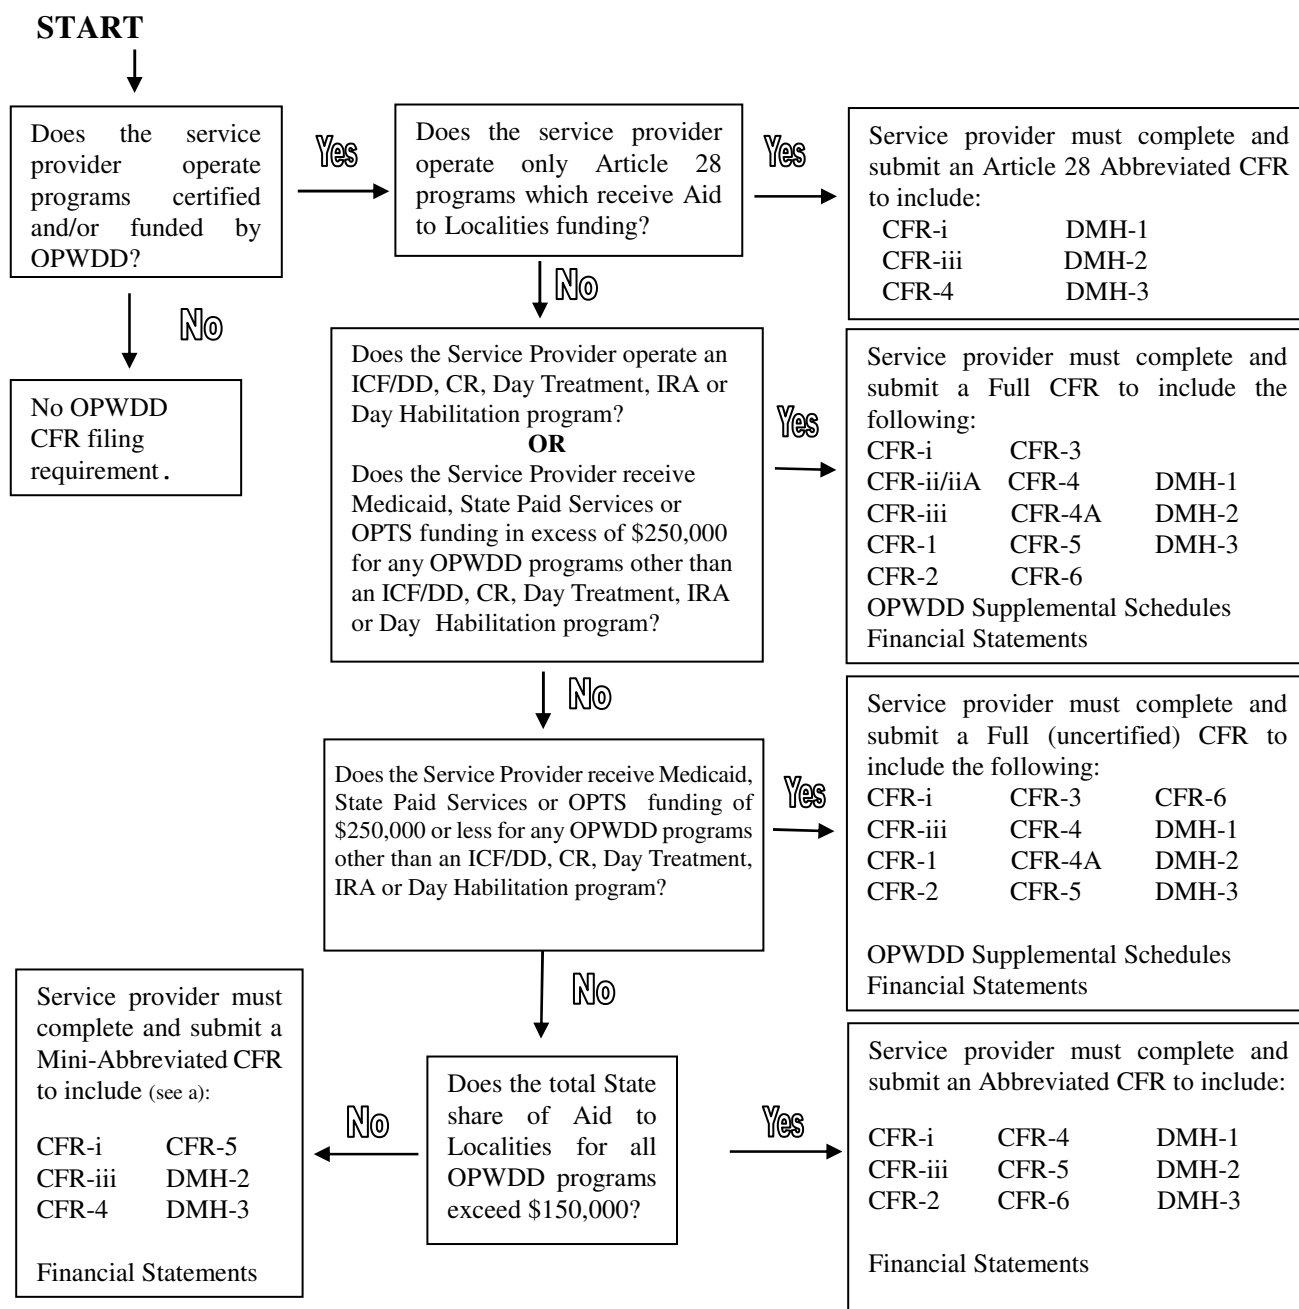 START
Does the service
provider operate
programs certified
and/or funded by
OPWDD?
Yes
Does the service provider
operate only Article 28
programs which receive Aid
to Localities funding?
Yes
Service provider must complete and
submit an Article 28 Abbreviated CFR
to include:
CFR-i DMH-1
CFR-iii DMH-2
CFR-4 DMH-3
No
No OPWDD
CFR filing
requirement.
No
Does the Service Provider operate an
ICF/DD, CR, Day Treatment, IRA or
Day Habilitation program?
OR
Does the Service Provider receive
Medicaid, State Paid Services or
OPTS funding in excess of $250,000
for any OPWDD programs other than
an ICF/DD, CR, Day Treatment, IRA
or Day Habilitation program?
Yes
Service provider must complete and
submit a Full CFR to include the
following:
CFR-i CFR-3
CFR-ii/iiA CFR-4 DMH-1
CFR-iii CFR-4A DMH-2
CFR-1 CFR-5 DMH-3
CFR-2 CFR-6
OPWDD Supplemental Schedules
Financial Statements
No
Does the Service Provider receive Medicaid,
State Paid Services or OPTS funding of
$250,000 or less for any OPWDD programs
other than an ICF/DD, CR, Day Treatment,
IRA or Day Habilitation program?
Yes
Service provider must complete and
submit a Full (uncertified) CFR to
include the following:
CFR-i CFR-3 CFR-6
CFR-iii CFR-4 DMH-1
CFR-1 CFR-4A DMH-2
CFR-2 CFR-5 DMH-3
OPWDD Supplemental Schedules
Financial Statements
No
Does the total State
share of Aid to
Localities for all
OPWDD programs
exceed $150,000?
No
Service provider must
complete and submit a
Mini-Abbreviated CFR
to include (see a):
CFR-i CFR-5
CFR-iii DMH-2
CFR-4 DMH-3
Financial Statements
Yes
Service provider must complete and
submit an Abbreviated CFR to include:
CFR-i CFR-4 DMH-1
CFR-iii CFR-5 DMH-2
CFR-2 CFR-6 DMH-3
Financial Statements